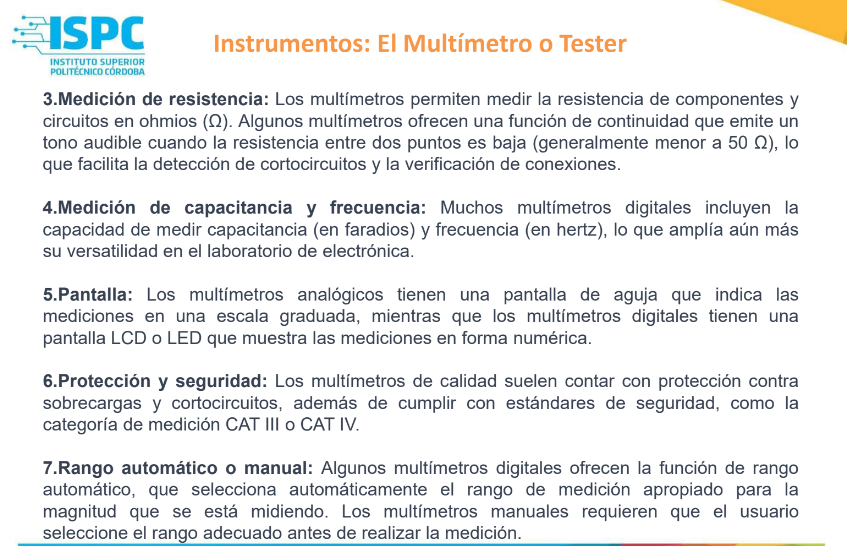 ISPC
INSTITUTO SUPERIOR
POLITÉCNICO CÓRDOBA
Instrumentos: El Multímetro o Tester
3.Medición de resistencia: Los multímetros permiten medir la resistencia de componentes y
circuitos en ohmios (Ω). Algunos multímetros ofrecen una función de continuidad que emite un
tono audible cuando la resistencia entre dos puntos es baja (generalmente menor a 50 Ω), lo
que facilita la detección de cortocircuitos y la verificación de conexiones.
4.Medición de capacitancia y frecuencia: Muchos multímetros digitales incluyen la
capacidad de medir capacitancia (en faradios) y frecuencia (en hertz), lo que amplía aún más
su versatilidad en el laboratorio de electrónica.
5.Pantalla: Los multímetros analógicos tienen una pantalla de aguja que indica las
mediciones en una escala graduada, mientras que los multímetros digitales tienen una
pantalla LCD o LED que muestra las mediciones en forma numérica.
6.Protección y seguridad: Los multímetros de calidad suelen contar con protección contra
sobrecargas y cortocircuitos, además de cumplir con estándares de seguridad, como la
categoría de medición CAT III o CAT IV.
7.Rango automático o manual: Algunos multímetros digitales ofrecen la función de rango
automático, que selecciona automáticamente el rango de medición apropiado para la
magnitud que se está midiendo. Los multímetros manuales requieren que el usuario
seleccione el rango adecuado antes de realizar la medición.